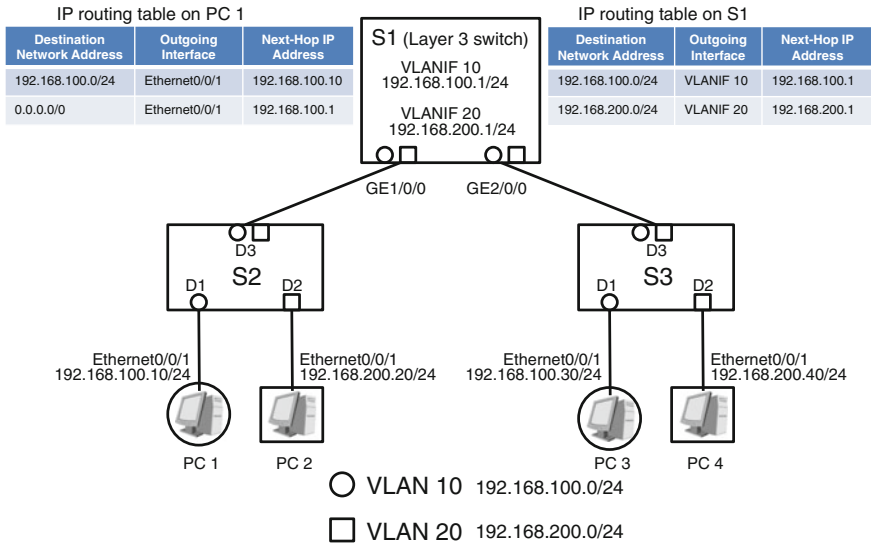 IP routing table on PC 1
Destination Network Address Outgoing Interface Next-Hop IP Address
192.168.100.0/24 Ethernet0/0/1 192.168.100.10
0.0.0.0/0 Ethernet0/0/1 192.168.100.1
S1 (Layer 3 switch)
VLANIF 10
192.168.100.1/24
VLANIF 20
192.168.200.1/24
IP routing table on S1
Destination Network Address Outgoing Interface Next-Hop IP Address
192.168.100.0/24 VLANIF 10 192.168.100.1
192.168.200.0/24 VLANIF 20 192.168.200.1
GE1/0/0 GE2/0/0
D3
S2
D1 D2
D3
S3
D1 D2
Ethernet0/0/1
192.168.100.10/24
Ethernet0/0/1
192.168.200.20/24
Ethernet0/0/1
192.168.100.30/24
Ethernet0/0/1
192.168.200.40/24
PC 1 PC 2 PC 3 PC 4
VLAN 10 192.168.100.0/24
VLAN 20 192.168.200.0/24